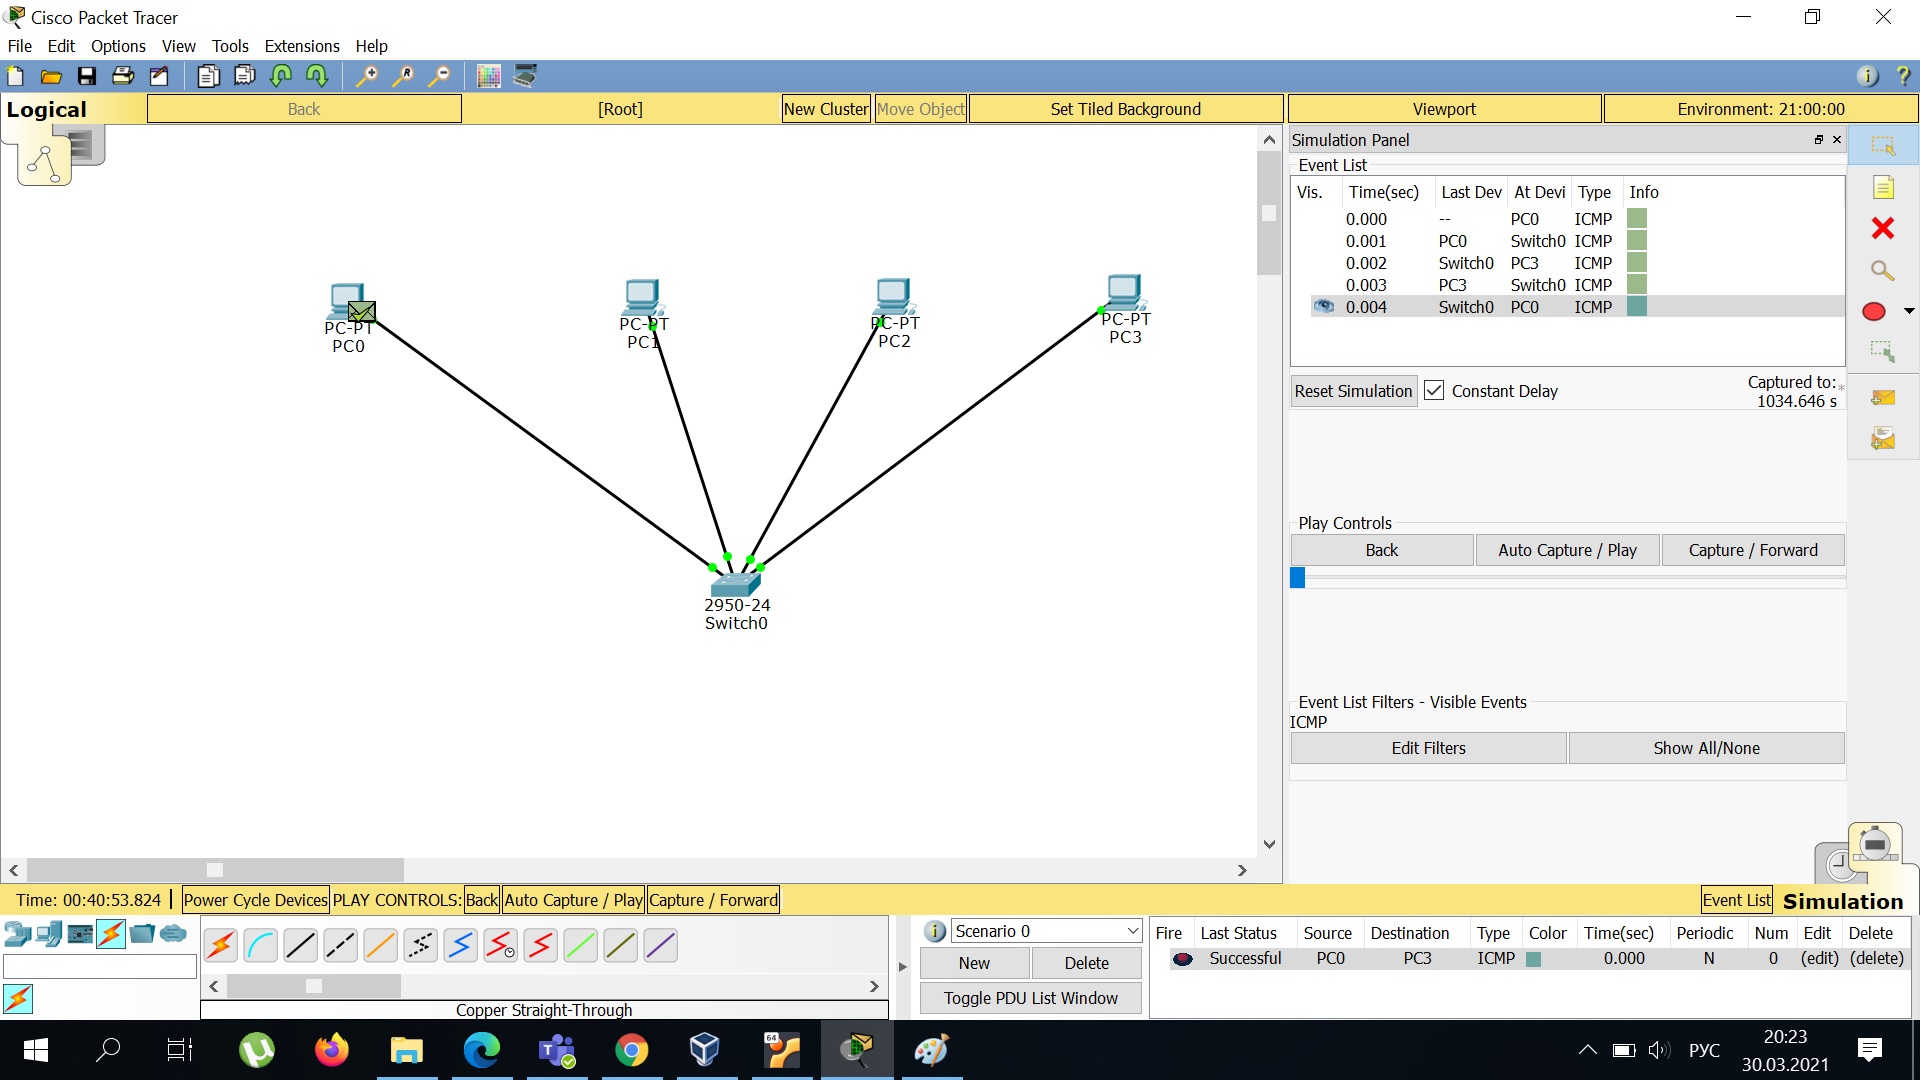 Cisco Packet Tracer
File Edit Options View Tools Extensions Help
Logical Back [Root] New Cluster Move Object Set Tiled Background Viewport Environment: 21:00:00
Simulation Panel
Event List
Vis. Time(sec) Last Dev At Devi Type Info
0.000 -- PC0 ICMP
0.001 PC0 Switch0 ICMP
0.002 Switch0 PC3 ICMP
0.003 PC3 Switch0 ICMP
0.004 Switch0 PC0 ICMP
PC-PT
PC0
PC-PT
PC1
PC-PT
PC2
PC-PT
PC3
2950-24
Switch0
Reset Simulation Constant Delay Captured to:
1034.646 s
*
Play Controls
Back Auto Capture / Play Capture / Forward
Event List Filters - Visible Events
ICMP
Edit Filters Show All/None
Time: 00:40:53.824 Power Cycle Devices PLAY CONTROLS: Back Auto Capture / Play Capture / Forward Event List Simulation
Scenario 0
New Delete
Toggle PDU List Window
Fire Last Status Source Destination Type Color Time(sec) Periodic Num Edit Delete
Successful PC0 PC3 ICMP 0.000 N 0 (edit) (delete)
Copper Straight-Through
64
РУС
20:23
30.03.2021